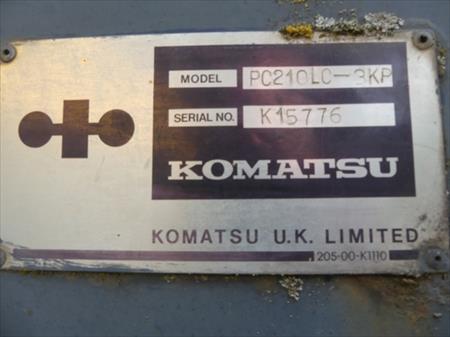 MODEL PC210LC-3KP
SERIAL NO. K15776
KOMATSU
KOMATSU U.K. LIMITED
205-00-K1110